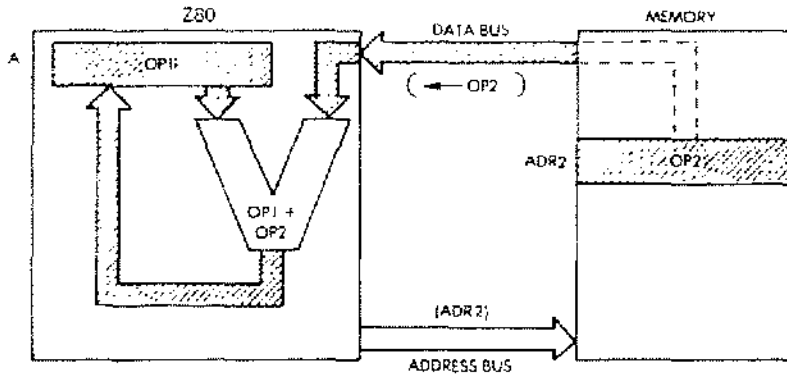 Z80
MEMORY
DATA BUS
A
OP1
( ← OP2 )
ADR2
OP2
OP1 +
OP2
(ADR2)
ADDRESS BUS